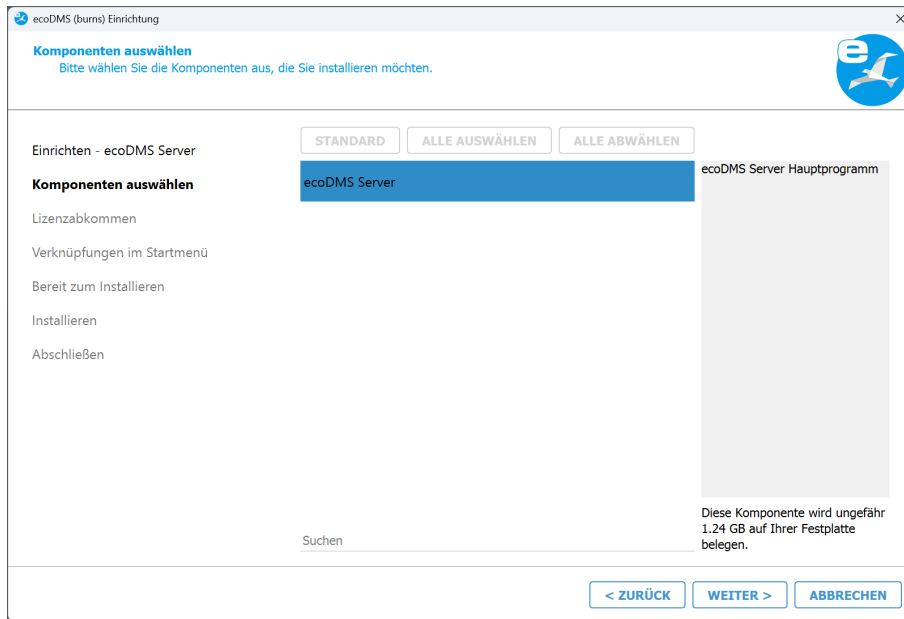 ecoDMS (burns) Einrichtung
Komponenten auswählen
Bitte wählen Sie die Komponenten aus, die Sie installieren möchten.
e
Einrichten - ecoDMS Server
Komponenten auswählen
Lizenzabkommen
Verknüpfungen im Startmenü
Bereit zum Installieren
Installieren
Abschließen
STANDARD
ALLE AUSWÄHLEN
ALLE ABWÄHLEN
ecoDMS Server
ecoDMS Server Hauptprogramm
Diese Komponente wird ungefähr
1.24 GB auf Ihrer Festplatte
belegen.
Suchen
< ZURÜCK
WEITER >
ABBRECHEN